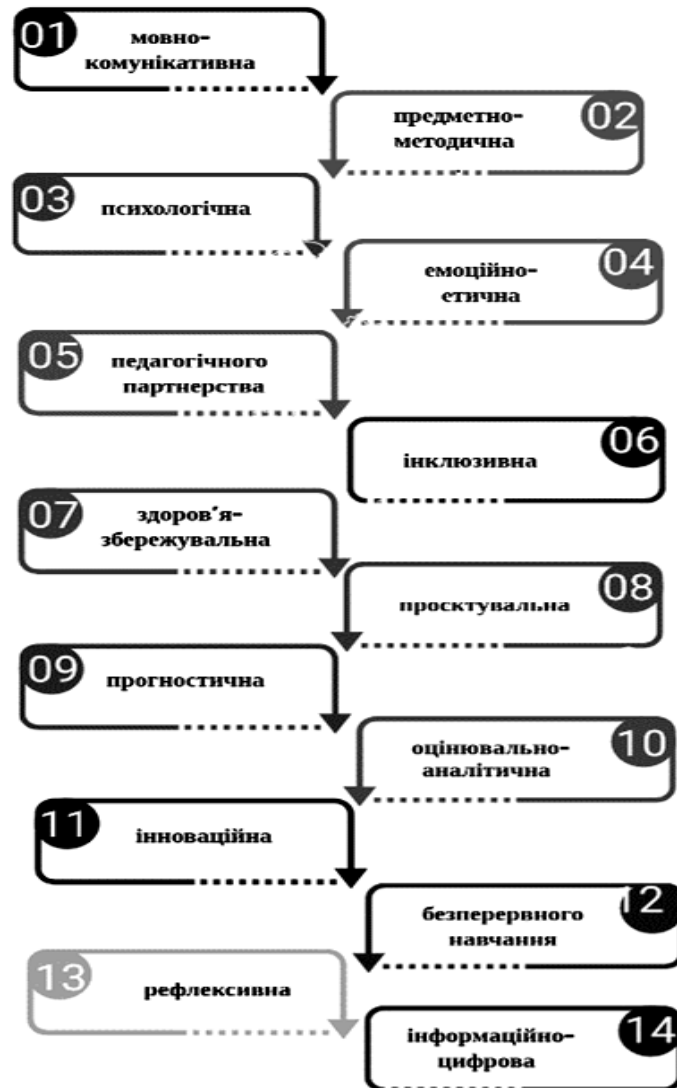 01
мовно-
комунікативна
предметно-
методична
02
03
психологічна
емоційно-
етична
04
05
педагогічного
партнерства
інклюзивна
06
07
здоров'я-
збережувальна
проєктувальна
08
09
прогностична
оцінювально-
аналітична
10
11
інноваційна
безперервного
навчання
12
13
рефлексивна
інформаційно-
цифрова
14